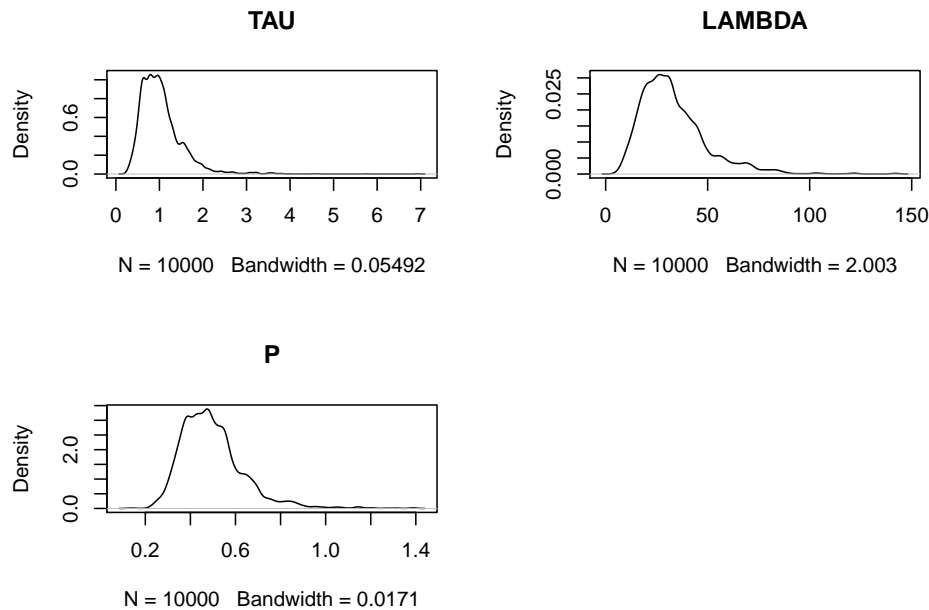 TAU
LAMBDA
Density
0.0 0.6
0 1 2 3 4 5 6 7
N = 10000 Bandwidth = 0.05492
Density
0.000 0.025
0 50 100 150
N = 10000 Bandwidth = 2.003
P
Density
0.0 2.0
0.2 0.6 1.0 1.4
N = 10000 Bandwidth = 0.0171